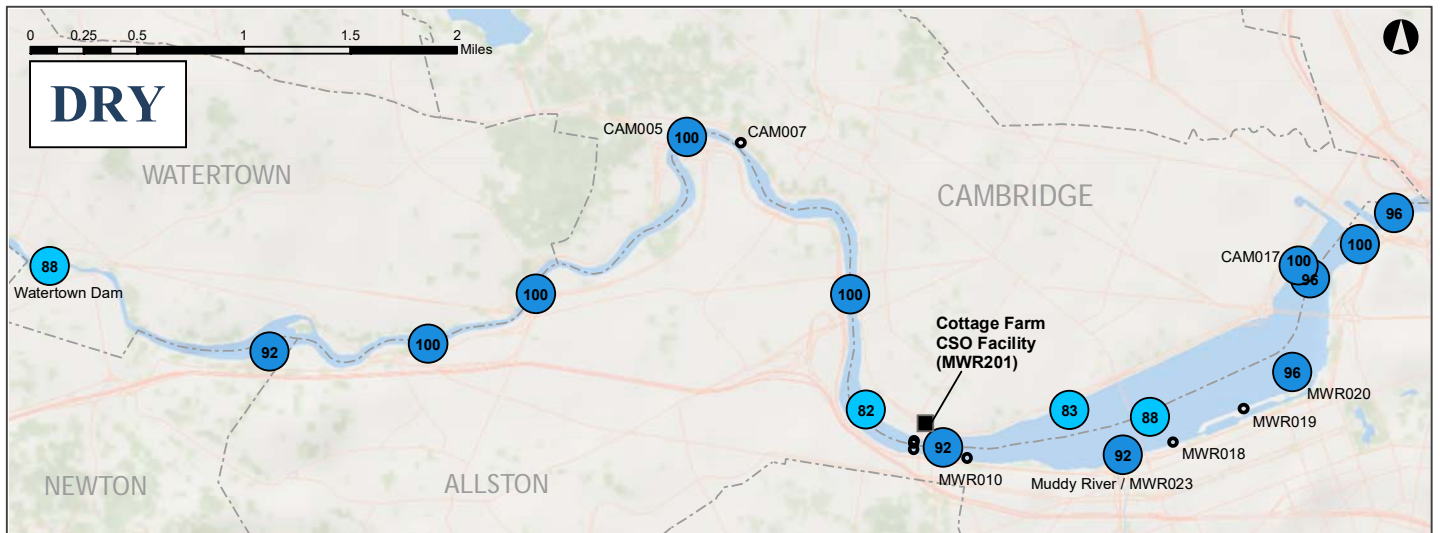 0 0.25 0.5 1 1.5 2
Miles
DRY
CAM005
100
CAM007
WATERTOWN
CAMBRIDGE
96
100
CAM017
100
96
88
Watertown Dam
100
100
92
100
Cottage Farm
CSO Facility
(MWR201)
96
MWR020
82
83
88
MWR019
92
92
MWR018
MWR010
Muddy River / MWR023
NEWTON
ALLSTON